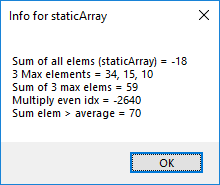 Info for staticArray
Sum of all elems (staticArray) = -18
3 Max elements = 34, 15, 10
Sum of 3 max elems = 59
Multiply even idx = -2640
Sum elem > average = 70
OK